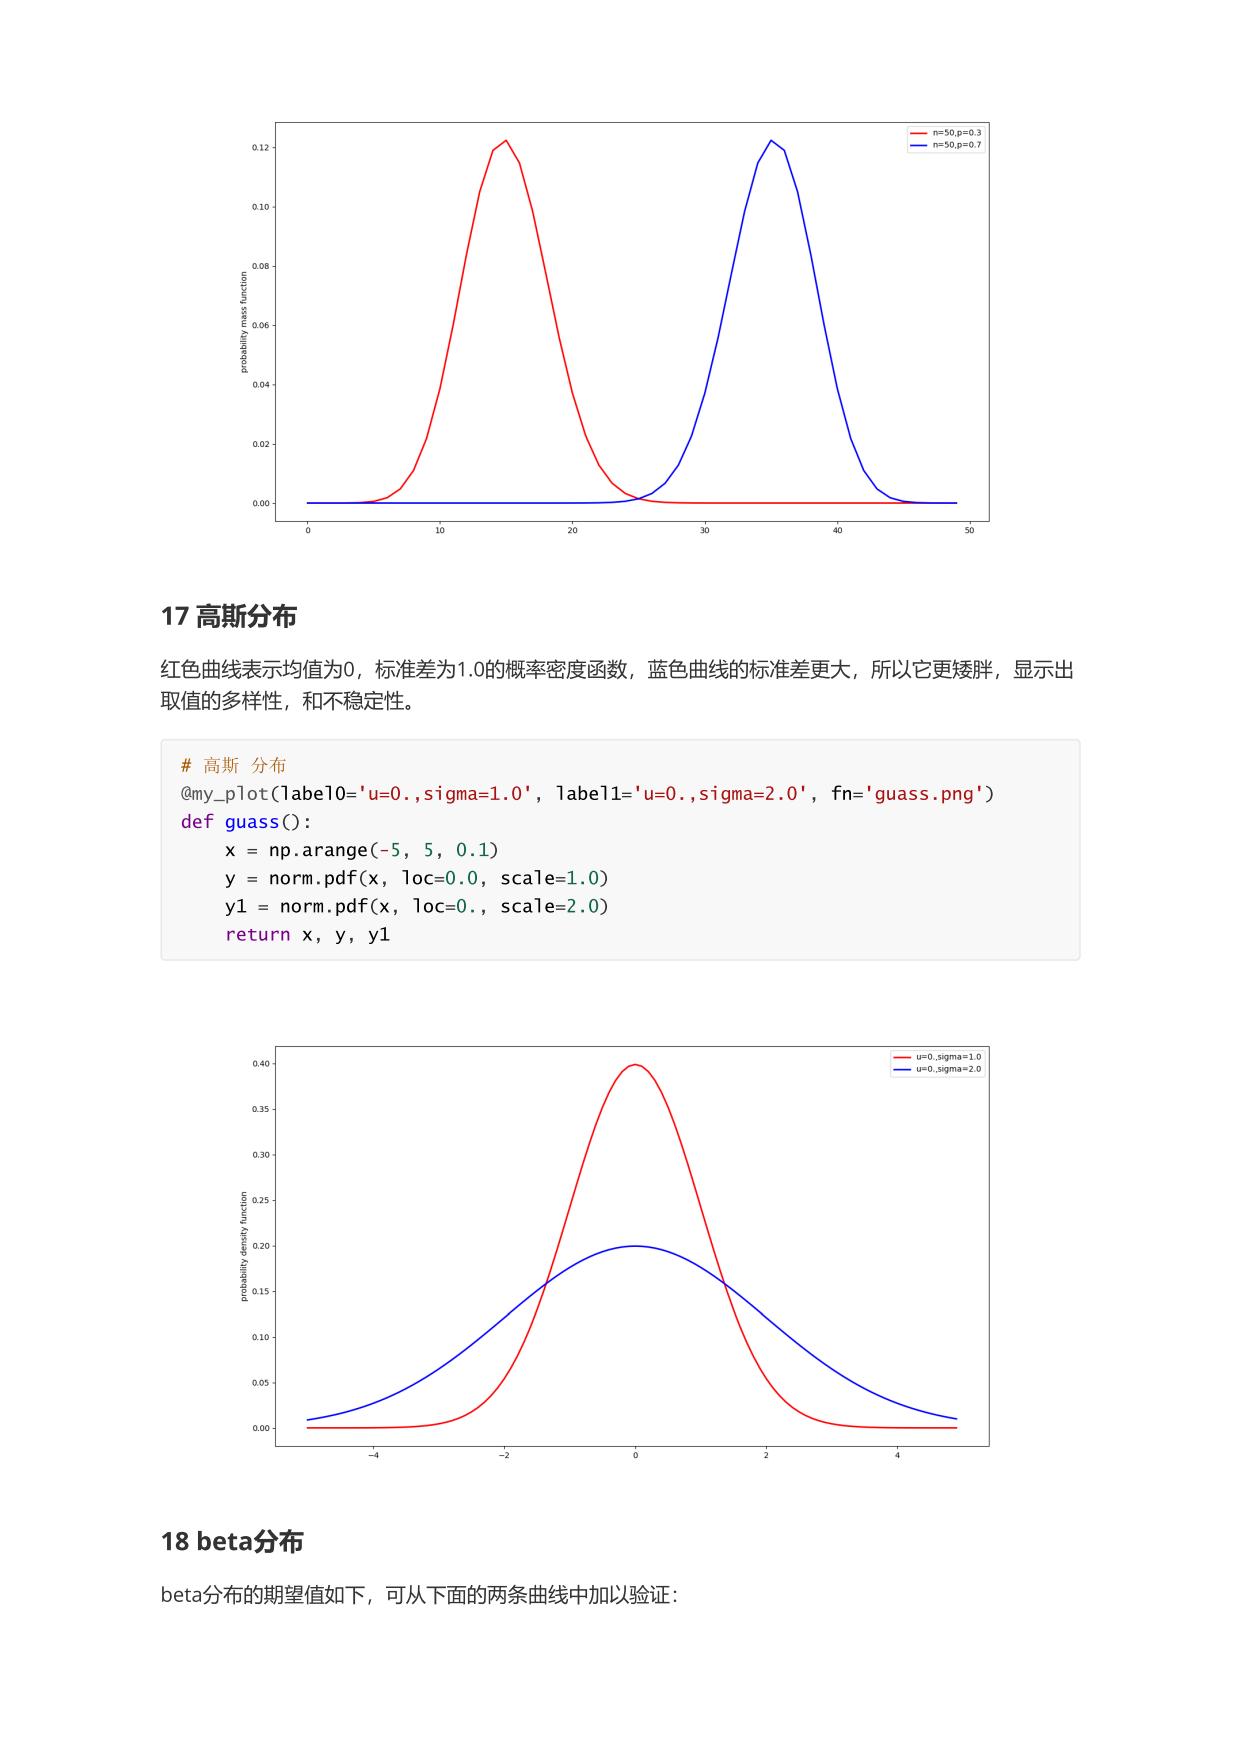 n=50,p=0.3
n=50,p=0.7
0.12
0.10
0.08
0.06
0.04
0.02
0.00
probability mass function
0 10 20 30 40 50
17 高斯分布
红色曲线表示均值为0，标准差为1.0的概率密度函数，蓝色曲线的标准差更大，所以它更矮胖，显示出
取值的多样性，和不稳定性。
# 高斯 分布
@my_plot(label0='u=0.,sigma=1.0', label1='u=0.,sigma=2.0', fn='guass.png')
def guass():
    x = np.arange(-5, 5, 0.1)
    y = norm.pdf(x, loc=0.0, scale=1.0)
    y1 = norm.pdf(x, loc=0., scale=2.0)
    return x, y, y1
u=0.,sigma=1.0
u=0.,sigma=2.0
0.40
0.35
0.30
0.25
0.20
0.15
0.10
0.05
0.00
probability density function
−4 −2 0 2 4
18 beta分布
beta分布的期望值如下，可从下面的两条曲线中加以验证：